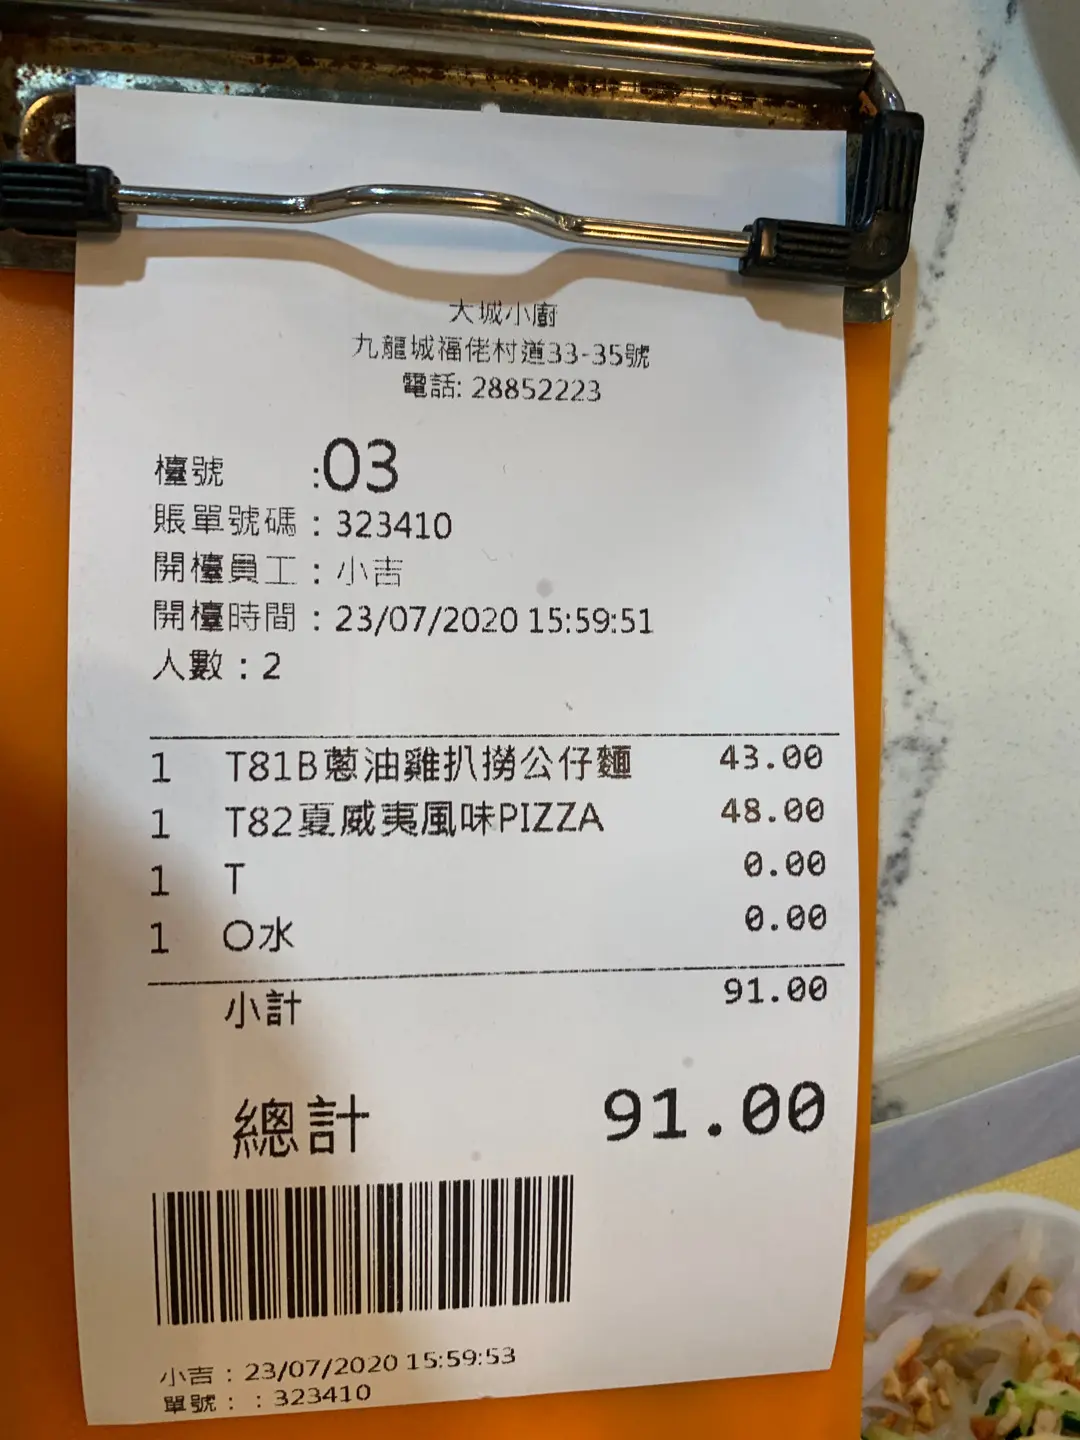 大城小廚
九龍城福佬村道33-35號
電話: 28852223
檯號 :03
賬單號碼：323410
開檯員工：小吉
開檯時間：23/07/2020 15:59:51
人數：2
1 T81B蔥油雞扒撈公仔麵 43.00
1 T82夏威夷風味PIZZA 48.00
1 T 0.00
1 O水 0.00
小計 91.00
總計 91.00
小吉：23/07/2020 15:59:53
單號：：323410